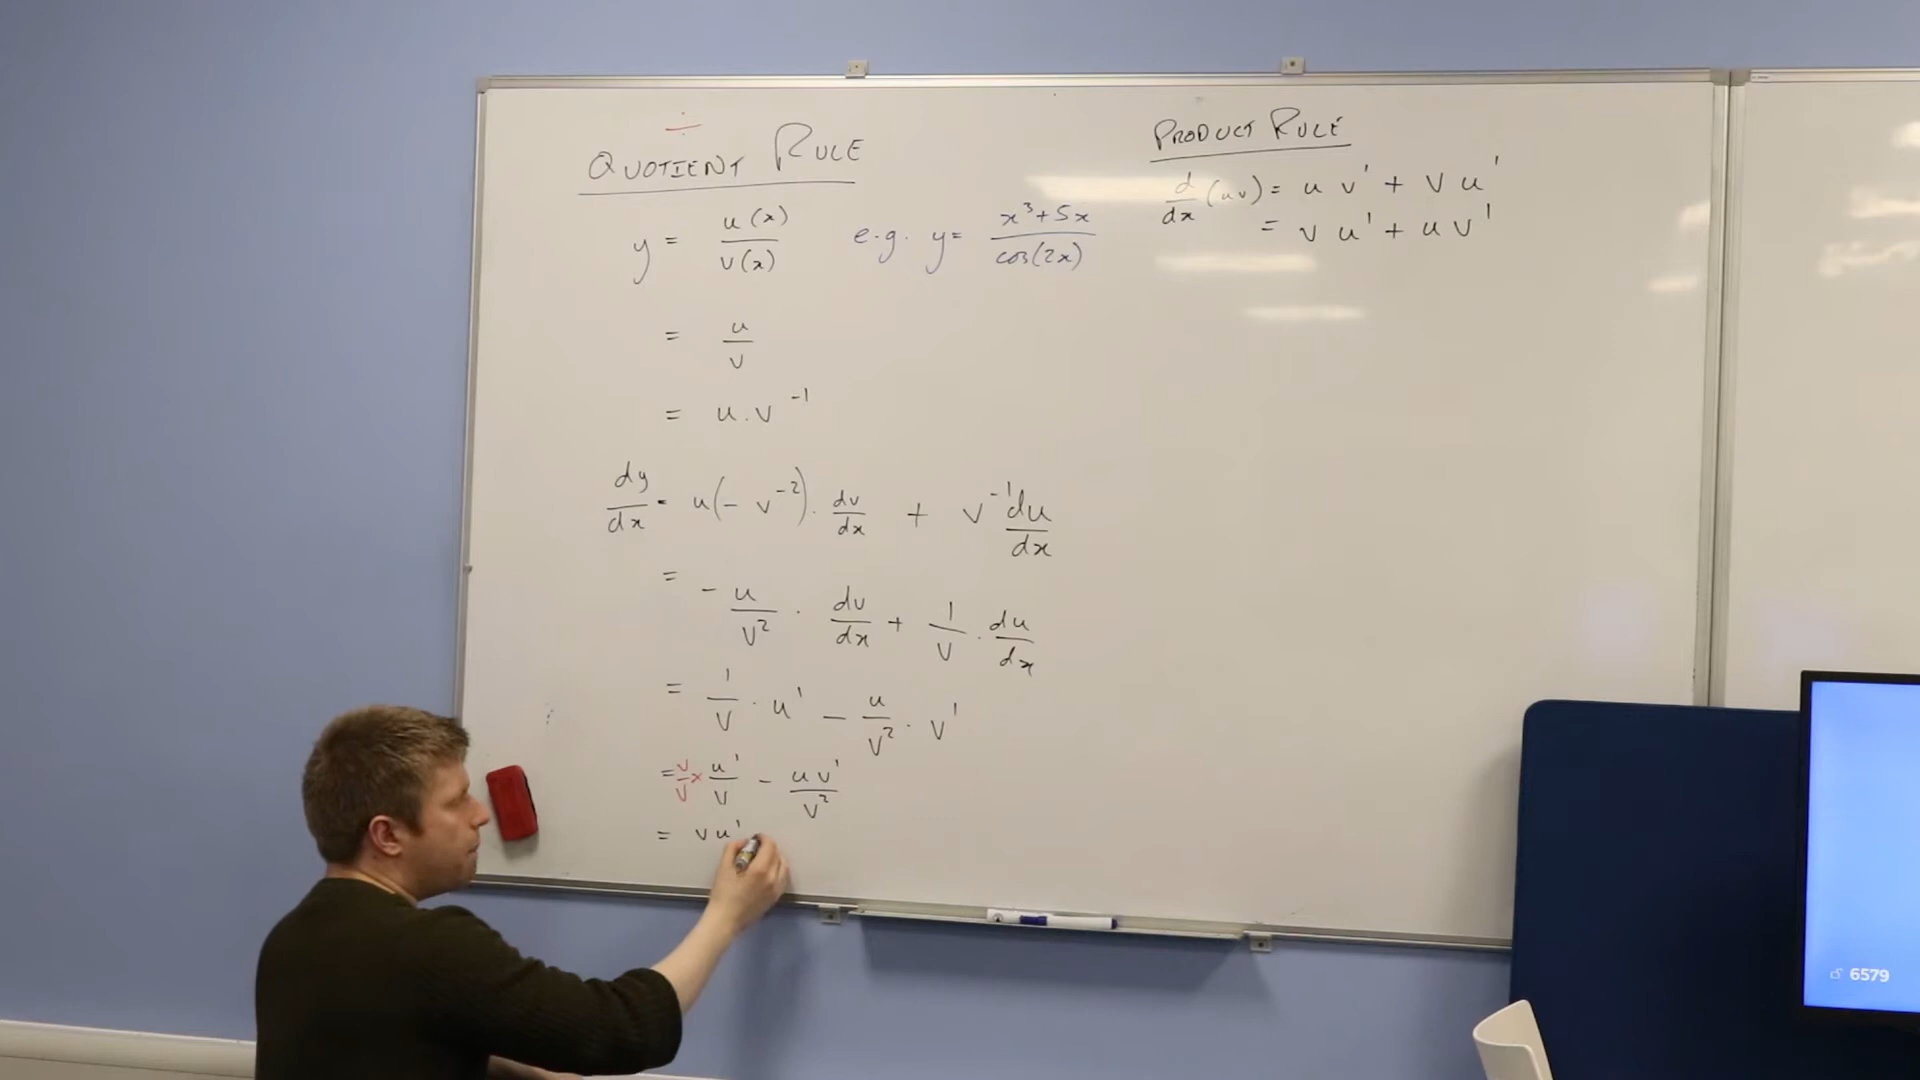 ÷
QUOTIENT RULE
y = u(x)/v(x) e.g. y= x³+5x/cos(2x)
= u/v
= u.v⁻¹
dy/dx = u(- v⁻²). dv/dx + v⁻¹ du/dx
= - u/v² . dv/dx + 1/v . du/dx
= 1/v . u' - u/v² . v'
= v/v × u'/v - uv'/v²
= vu'
PRODUCT RULE
d/dx (uv) = u v' + v u'
= v u' + u v'
6579